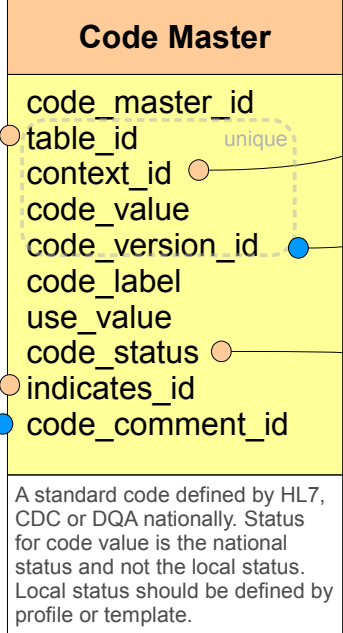 Code Master
code_master_id
table_id
unique
context_id
code_value
code_version_id
code_label
use_value
code_status
indicates_id
code_comment_id
A standard code defined by HL7,
CDC or DQA nationally. Status
for code value is the national
status and not the local status.
Local status should be defined by
profile or template.